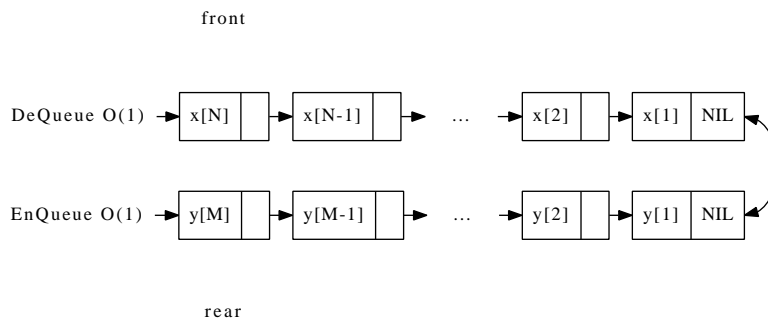 front
DeQueue O(1) x[N] x[N-1] ... x[2] x[1] NIL
EnQueue O(1) y[M] y[M-1] ... y[2] y[1] NIL
rear